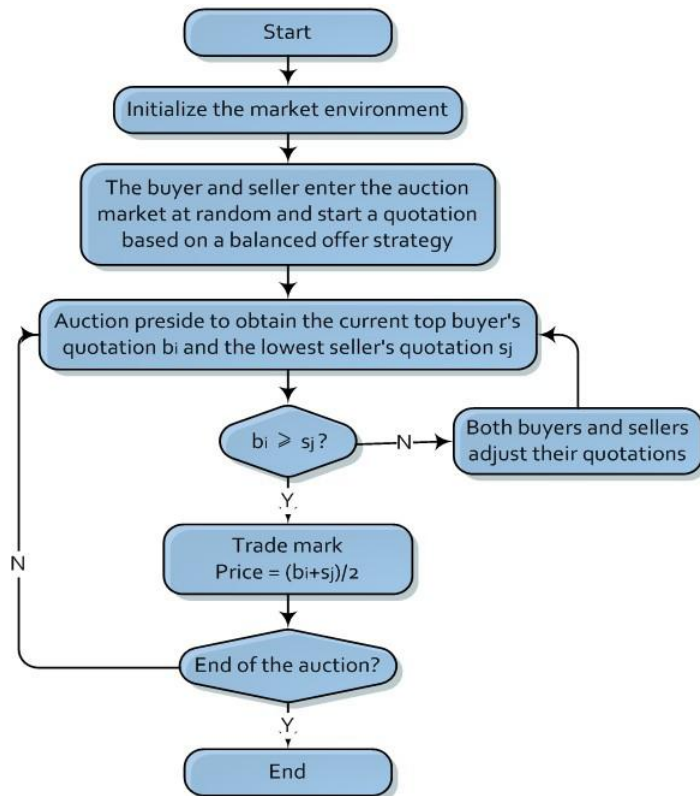 Start
Initialize the market environment
The buyer and seller enter the auction
market at random and start a quotation
based on a balanced offer strategy
Auction preside to obtain the current top buyer's
quotation bi and the lowest seller's quotation sj
bi ⩾ sj?
N
Both buyers and sellers
adjust their quotations
Y
Trade mark
Price = (bi+sj)/2
N
End of the auction?
Y
End